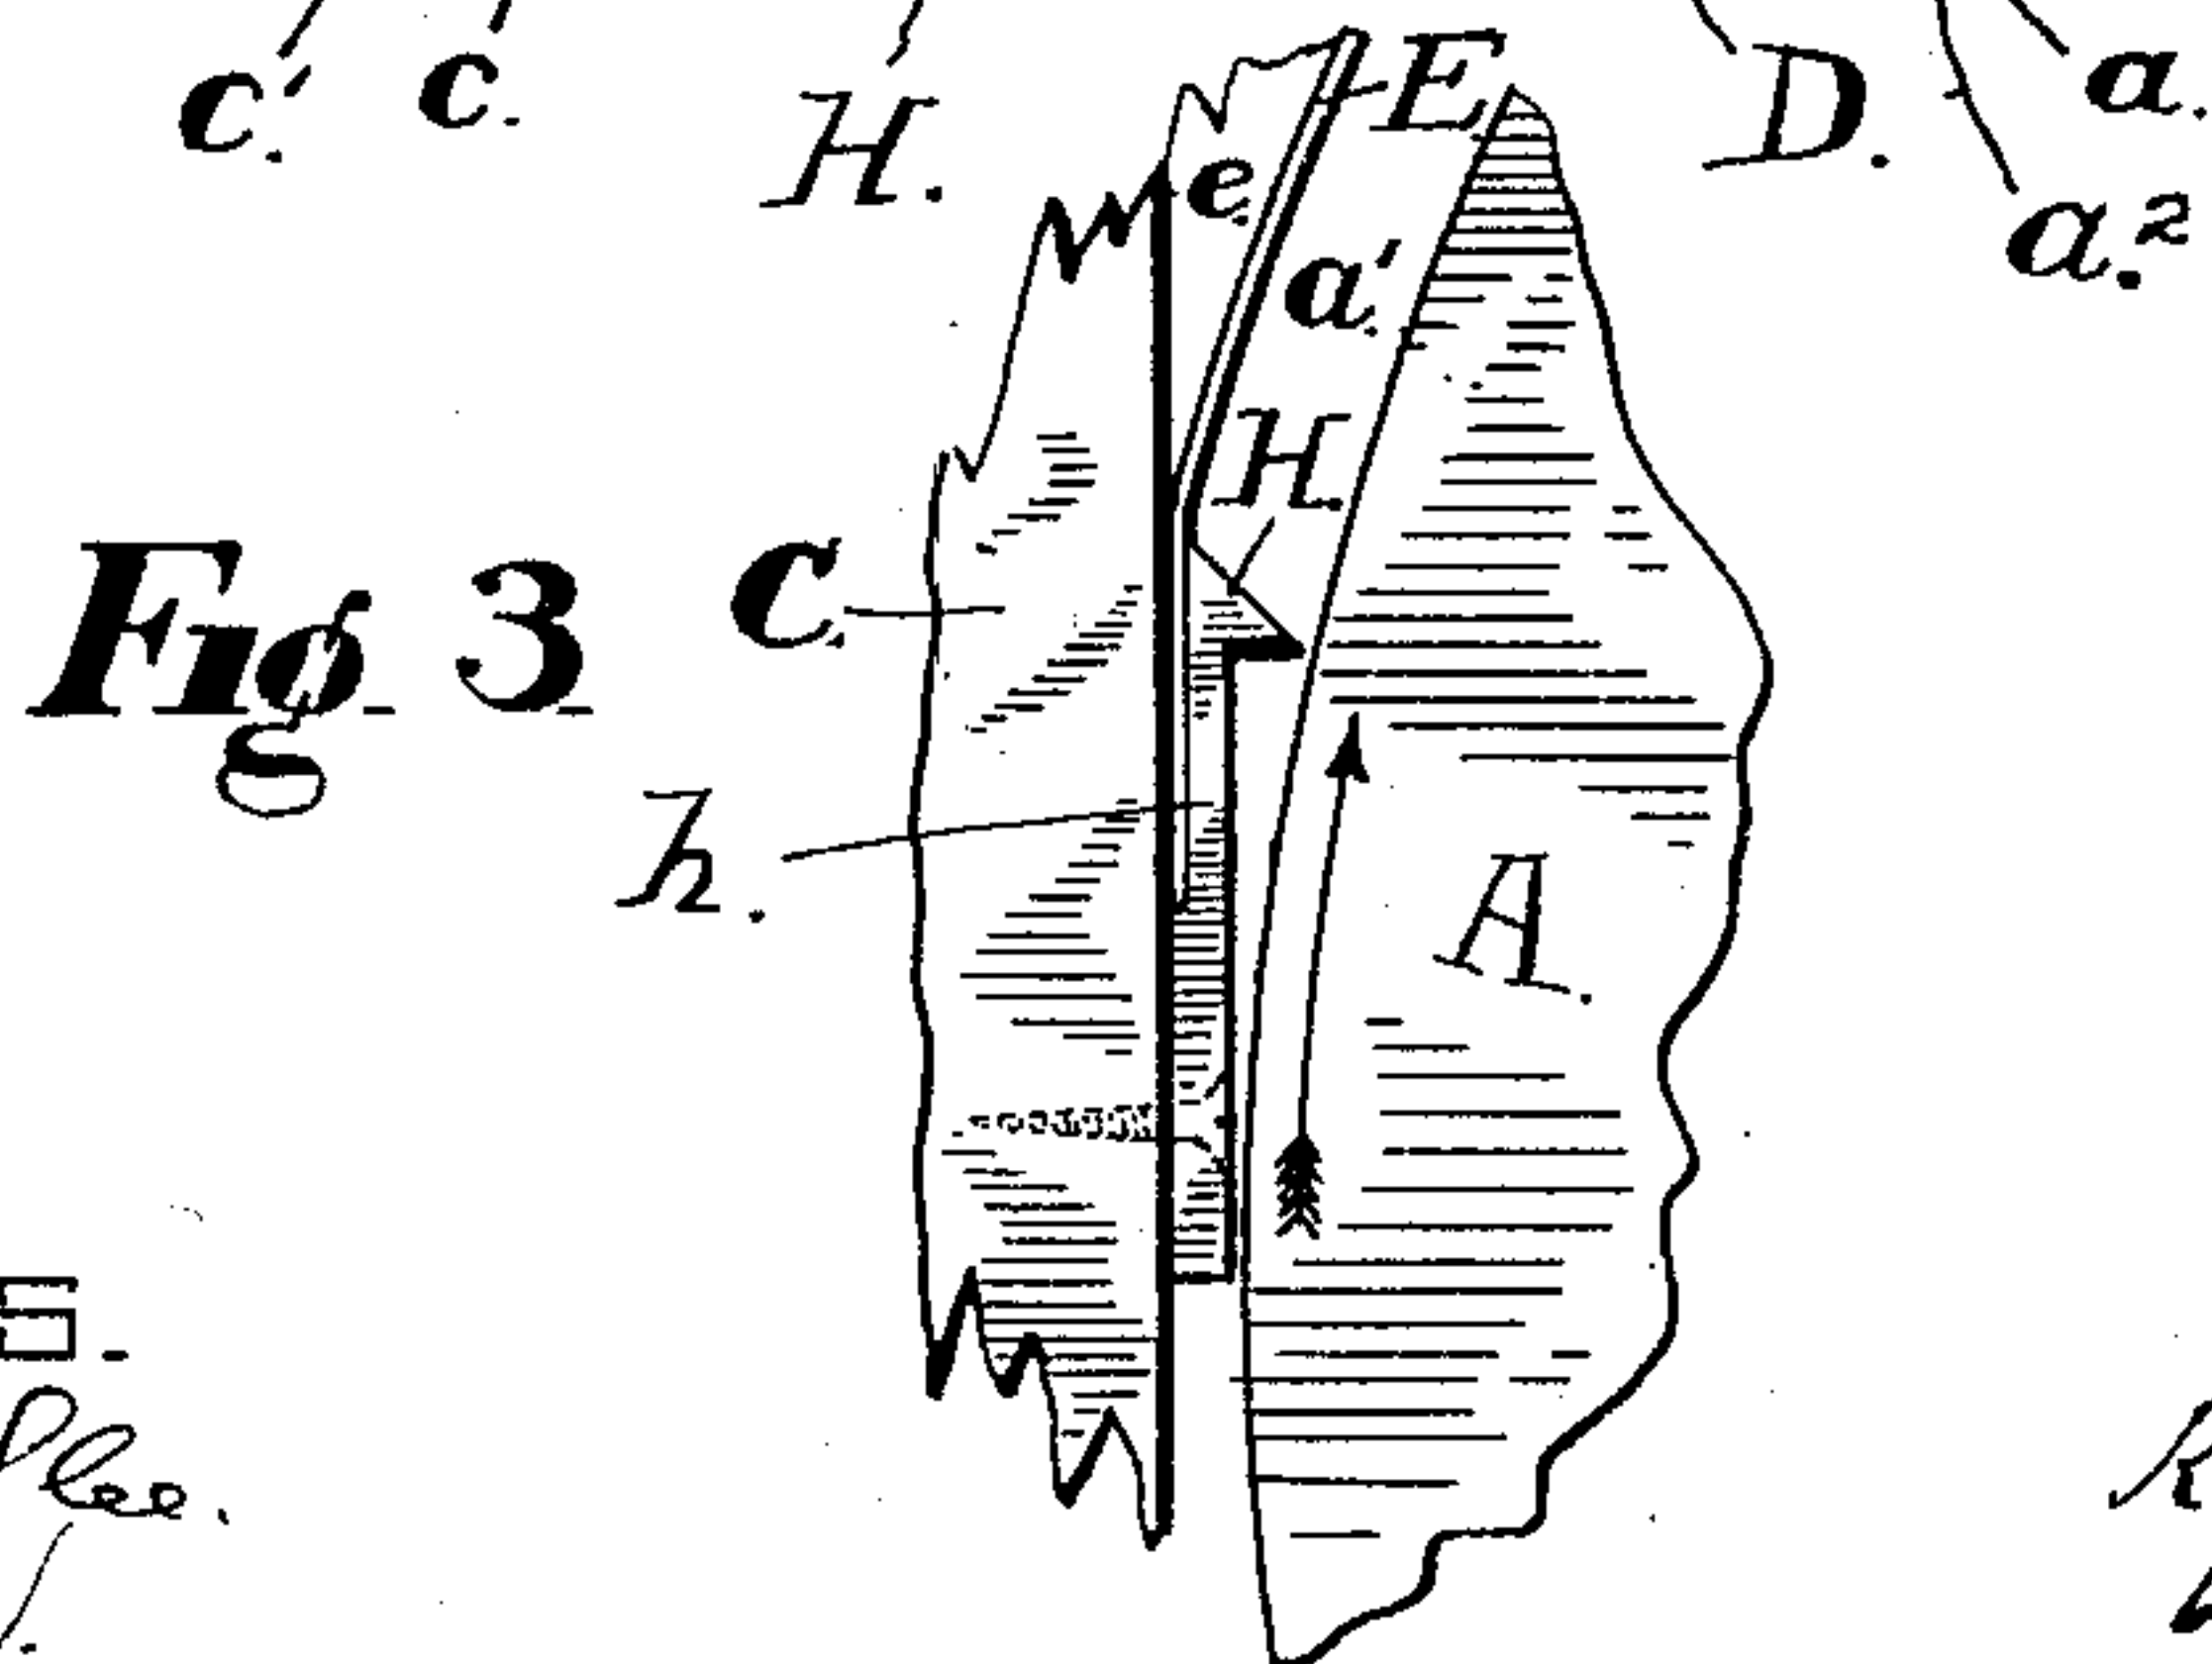 c'. c. H. E. D. a.
e. a'. a.²
H.
Fig. 3. C.
h.
A.